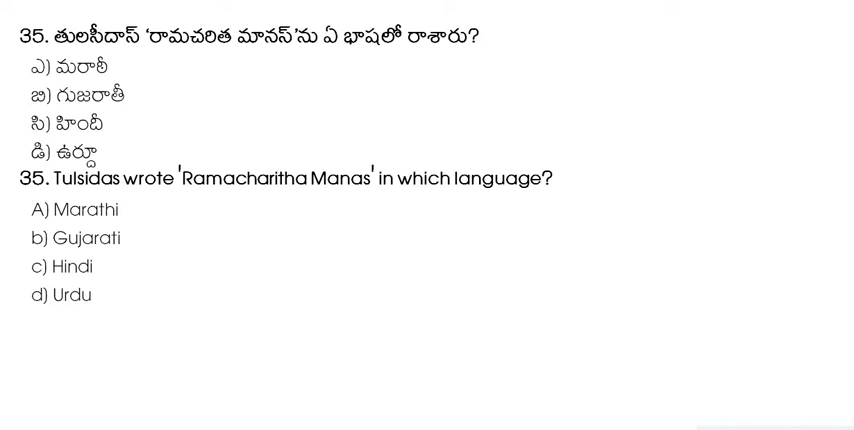 35. తులసీదాస్ ‘రామచరిత మానస్’ను ఏ భాషలో రాశారు?
ఎ) మరాఠీ
బి) గుజరాతీ
సి) హిందీ
డి) ఉర్దూ
35. Tulsidas wrote 'Ramacharitha Manas' in which language?
A) Marathi
b) Gujarati
c) Hindi
d) Urdu